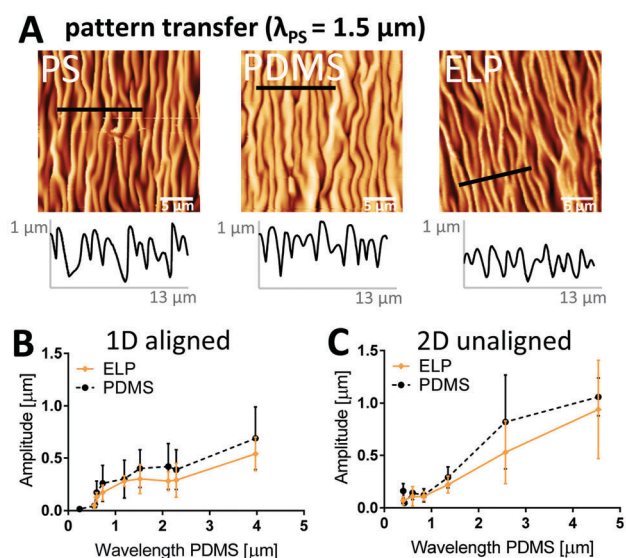 A pattern transfer (λPS = 1.5 μm)
PS PDMS ELP
5 μm 5 μm 5 μm
1 μm 1 μm 1 μm
13 μm 13 μm 13 μm
B 1D aligned
ELP
PDMS
Amplitude [μm]
1.5
1.0
0.5
0.0
0 1 2 3 4 5
Wavelength PDMS [μm]
C 2D unaligned
ELP
PDMS
Amplitude [μm]
1.5
1.0
0.5
0.0
0 1 2 3 4 5
Wavelength PDMS [μm]